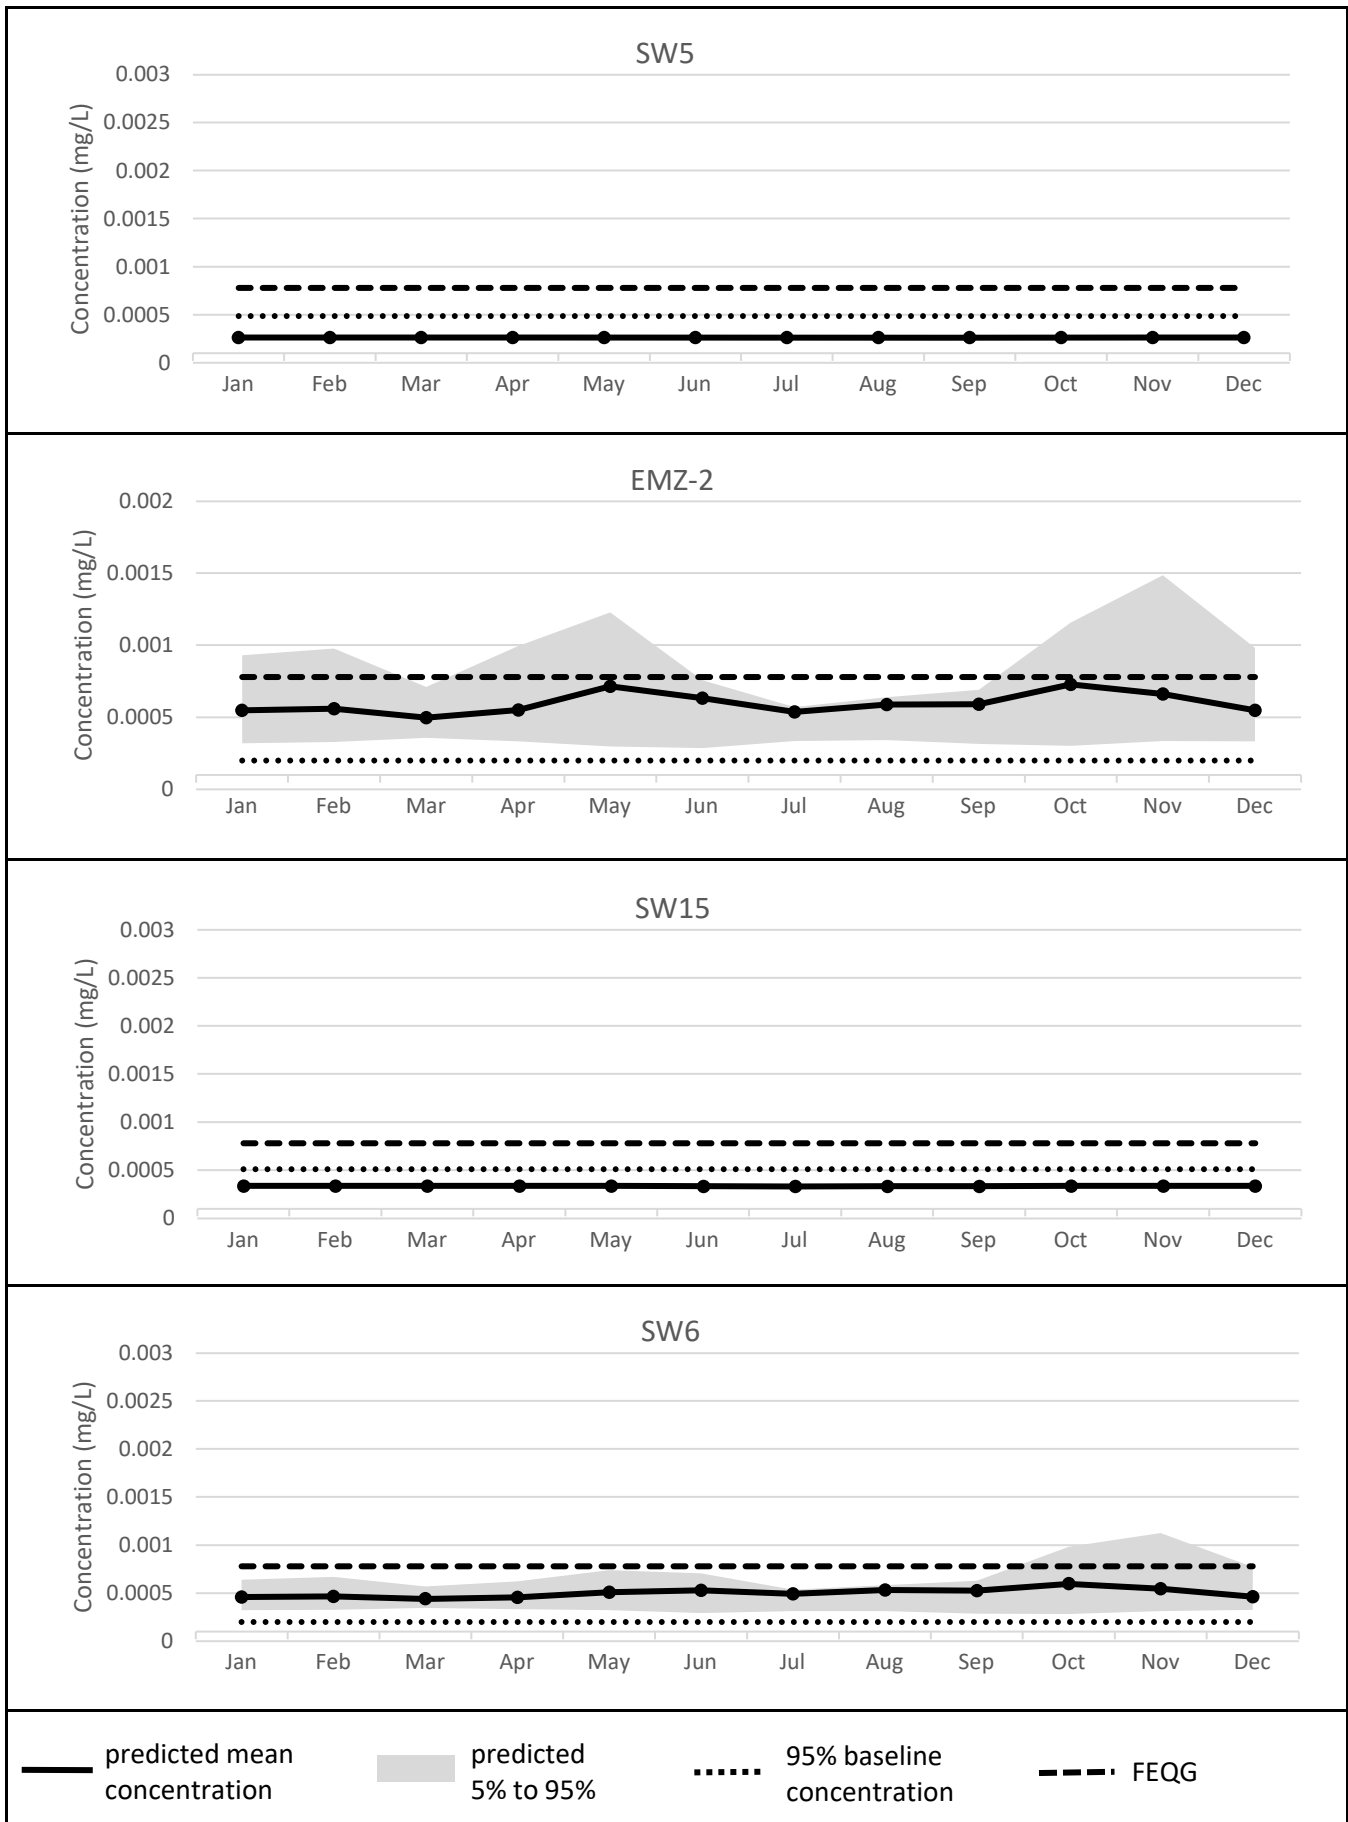 SW5
Concentration (mg/L)
0.003
0.0025
0.002
0.0015
0.001
0.0005
0
Jan Feb Mar Apr May Jun Jul Aug Sep Oct Nov Dec
EMZ-2
Concentration (mg/L)
0.002
0.0015
0.001
0.0005
0
Jan Feb Mar Apr May Jun Jul Aug Sep Oct Nov Dec
SW15
Concentration (mg/L)
0.003
0.0025
0.002
0.0015
0.001
0.0005
0
Jan Feb Mar Apr May Jun Jul Aug Sep Oct Nov Dec
SW6
Concentration (mg/L)
0.003
0.0025
0.002
0.0015
0.001
0.0005
0
Jan Feb Mar Apr May Jun Jul Aug Sep Oct Nov Dec
predicted mean
concentration
predicted
5% to 95%
95% baseline
concentration
FEQG